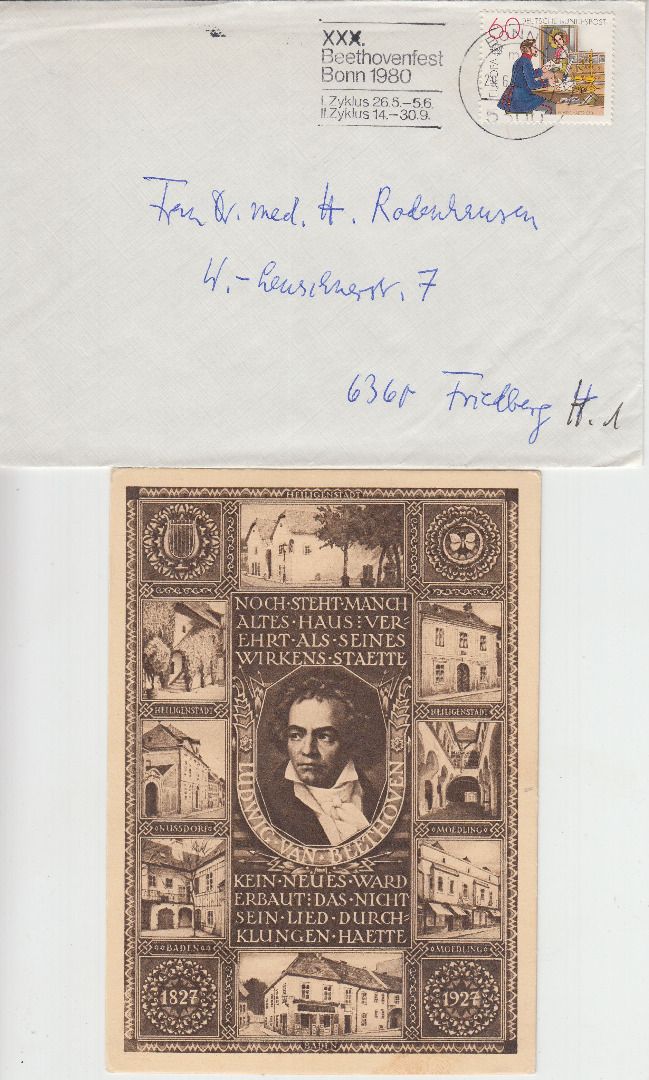 XXX.
Beethovenfest
Bonn 1980
I. Zyklus 26.5.–5.6.
II. Zyklus 14.–30.9.
60 DEUTSCHE BUNDESPOST
EUROPA
Dr. med. H. Rodenhausen
W.-Leuschnerstr. 7
6360 Friedberg H. 1
HEILIGENSTADT
NOCH·STEHT·MANCH
ALTES·HAUS:VER-
EHRT·ALS·SEINES
WIRKENS·STAETTE
HEILIGENSTADT
HEILIGENSTADT
LUDWIG·VAN·BEETHOVEN
NUSSDORF
MOEDLING
KEIN·NEUES·WARD
ERBAUT:DAS·NICHT
SEIN·LIED·DURCH-
KLUNGEN·HAETTE
BADEN
MOEDLING
1827
1927
BADEN